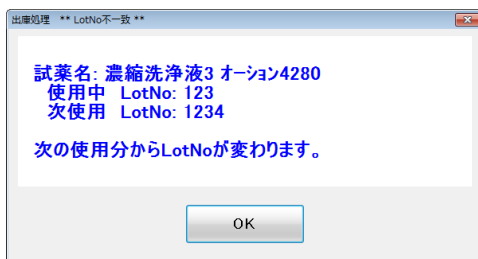 出庫処理 ** LotNo不一致 **
試薬名: 濃縮洗浄液3 オーション4280
使用中 LotNo: 123
次使用 LotNo: 1234
次の使用分からLotNoが変わります。
OK